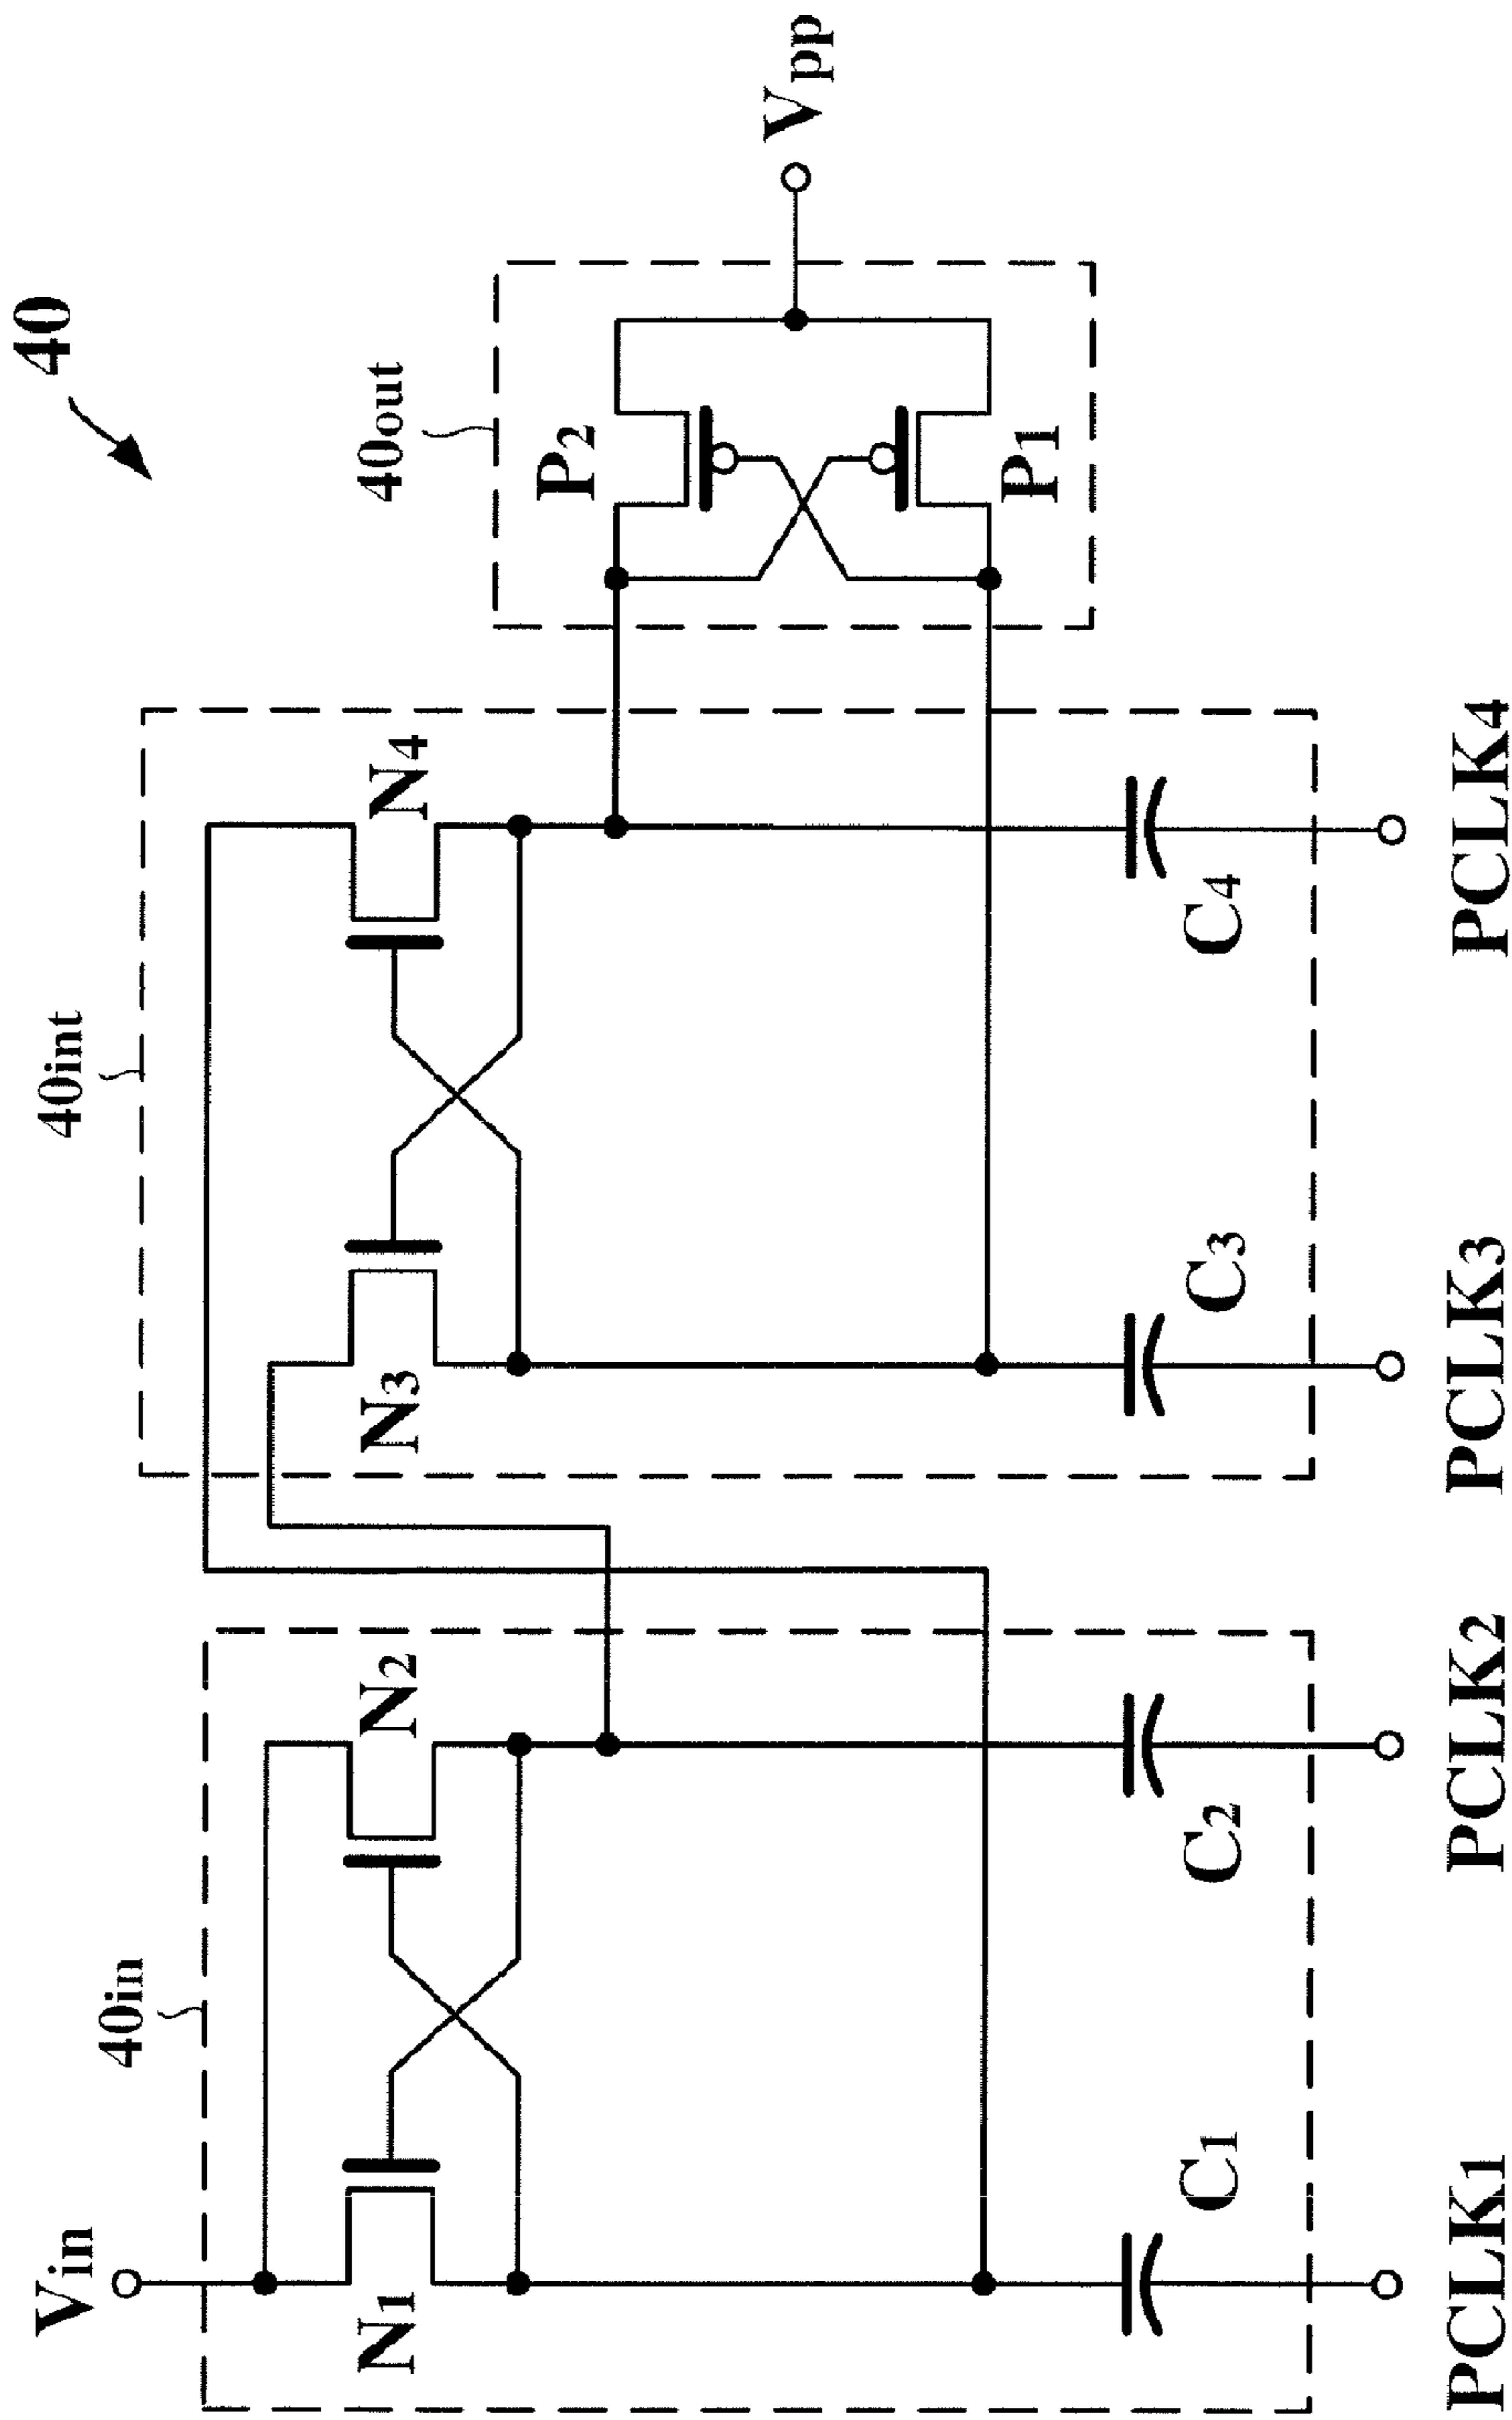 40
Vin
40in
N1
N2
C1
C2
PCLK1
PCLK2
40int
N3
N4
C3
C4
PCLK3
PCLK4
40out
P2
P1
Vpp